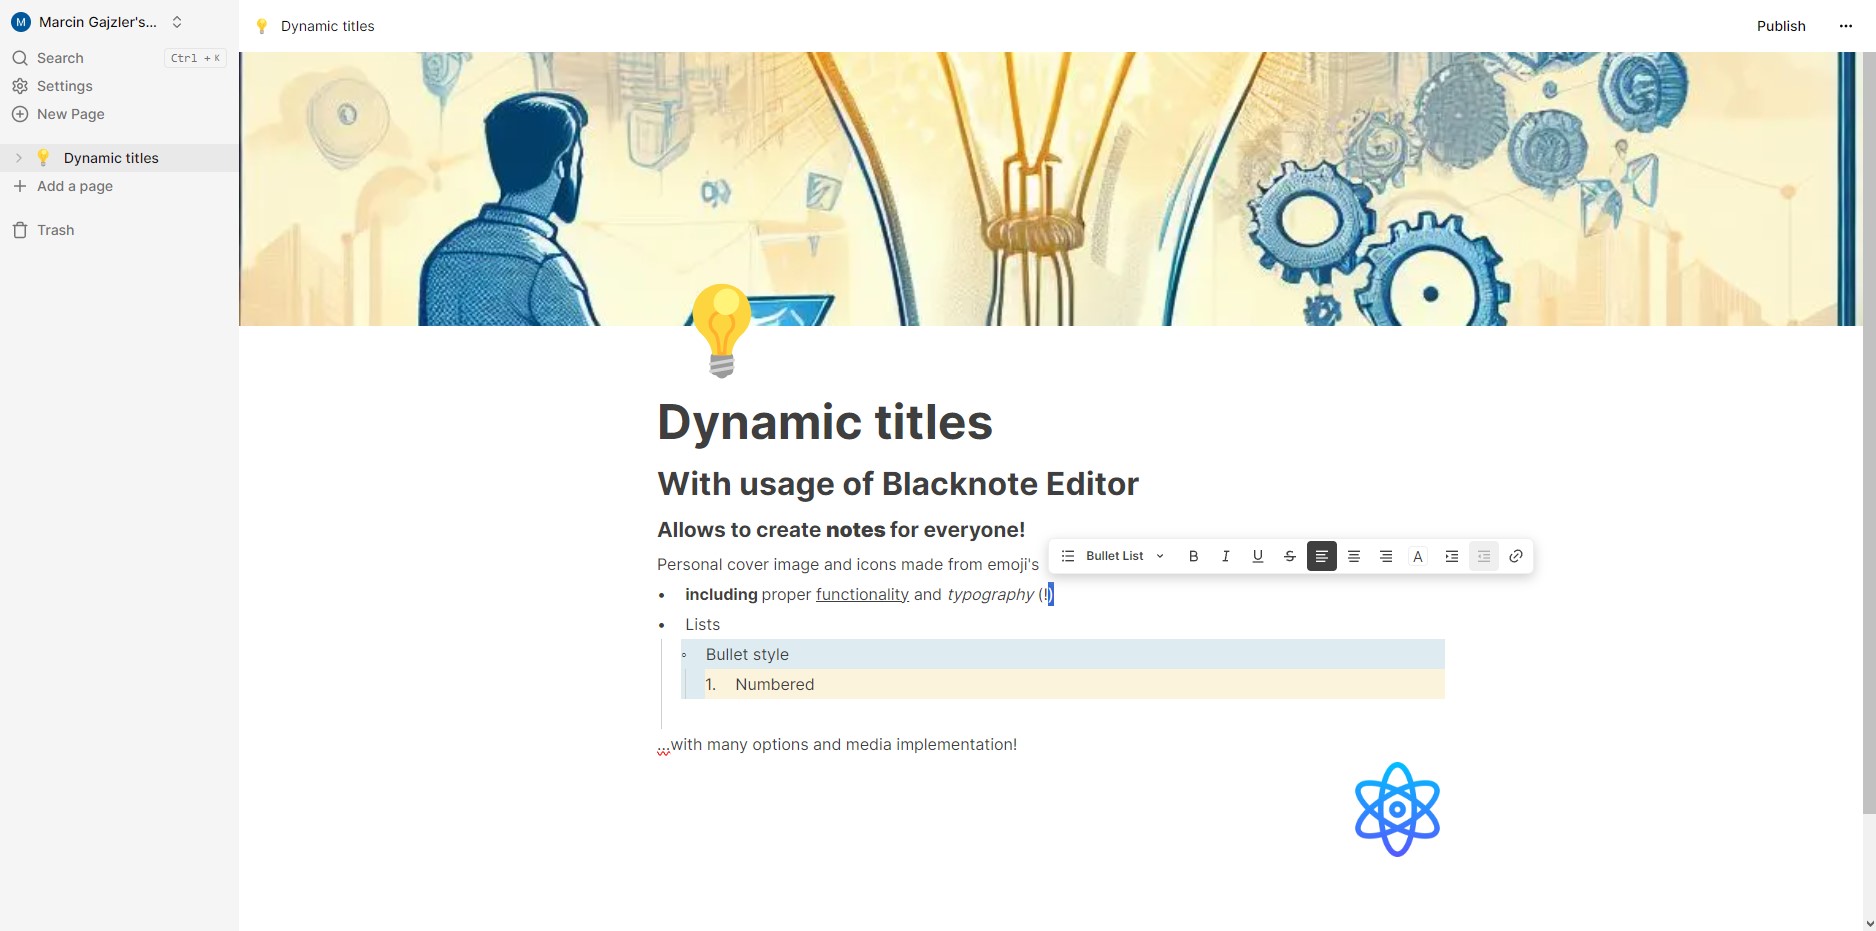 M Marcin Gajzler's...
Search Ctrl + K
Settings
New Page
Dynamic titles
Add a page
Trash
Dynamic titles
Publish
Dynamic titles
With usage of Blacknote Editor
Allows to create notes for everyone!
Personal cover image and icons made from emoji's
Bullet List B I U S A
• including proper functionality and typography (!)
• Lists
◦ Bullet style
1. Numbered
...with many options and media implementation!